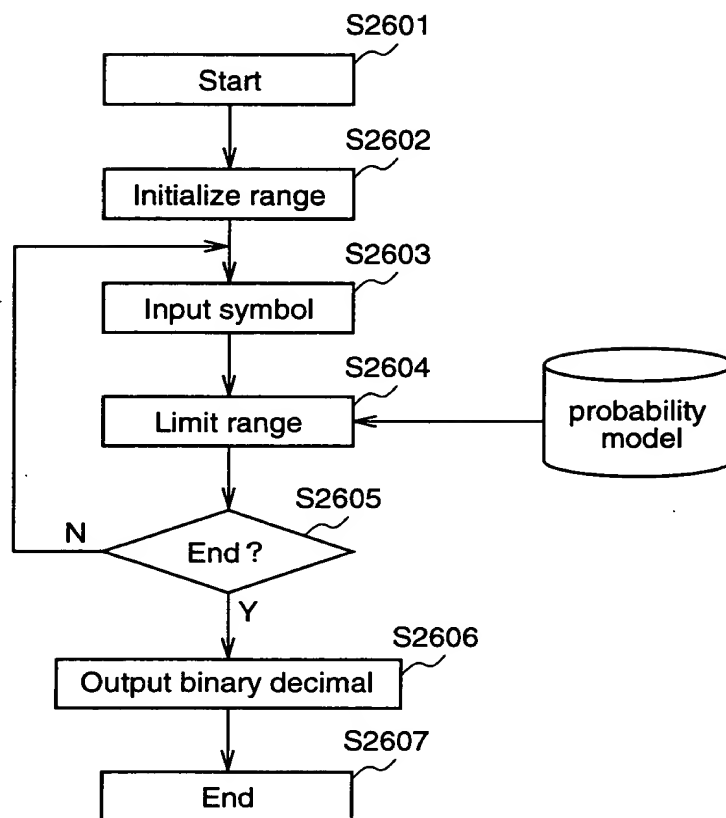 S2601
Start
S2602
Initialize range
S2603
Input symbol
S2604
Limit range
probability
model
S2605
N
End ?
Y
S2606
Output binary decimal
S2607
End